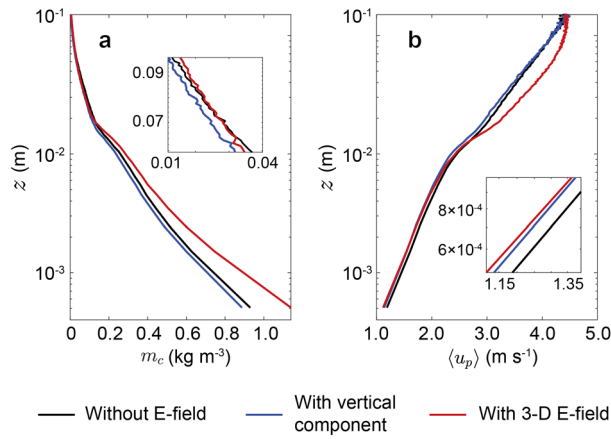 a
10⁻¹
10⁻²
10⁻³
z (m)
0
0.2
0.4
0.6
0.8
1.0
m_c (kg m⁻³)
0.09
0.07
0.01
0.04
b
10⁻¹
10⁻²
10⁻³
z (m)
1.0
2.0
3.0
4.0
5.0
⟨u_p⟩ (m s⁻¹)
8×10⁻⁴
6×10⁻⁴
1.15
1.35
Without E-field
With vertical
component
With 3-D E-field